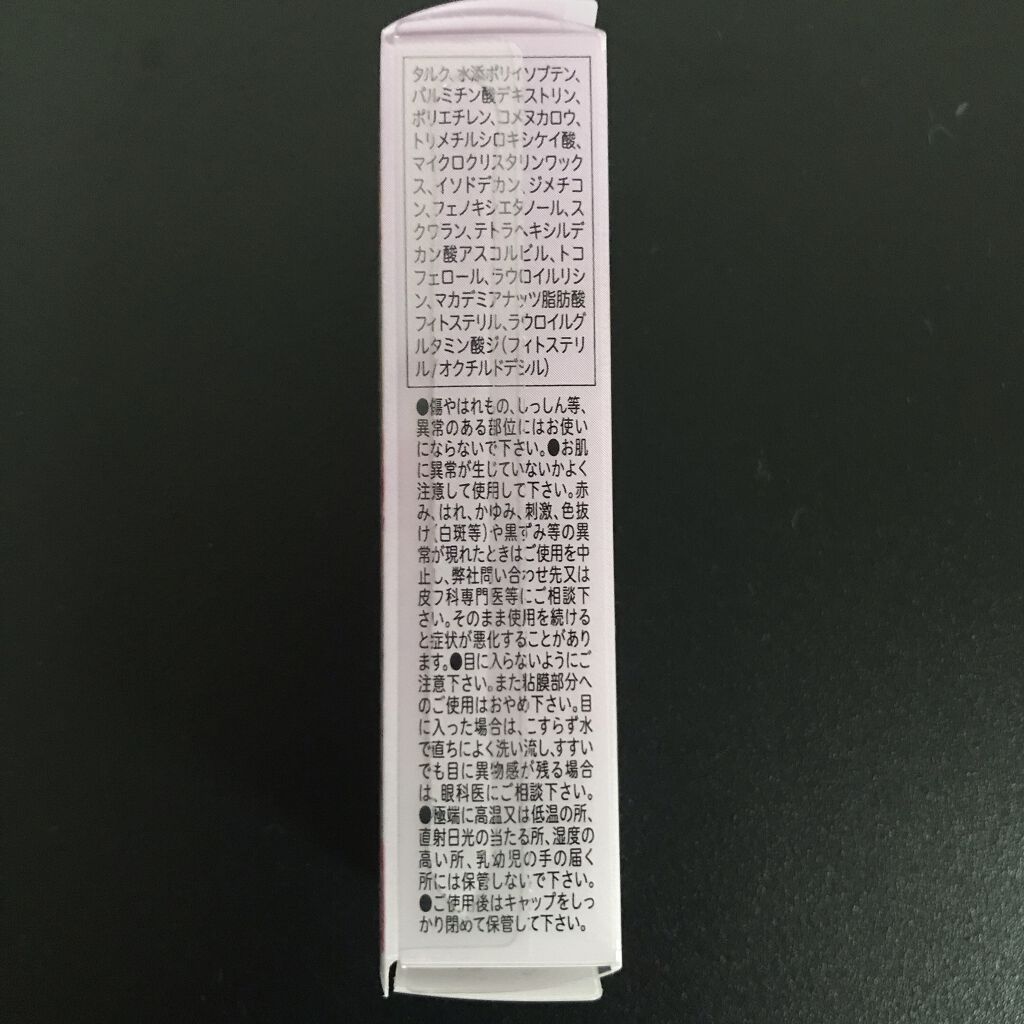 タルク、水添ポリイソブテン、
パルミチン酸デキストリン、
ポリエチレン、コメヌカロウ、
トリメチルシロキシケイ酸、
マイクロクリスタリンワック
ス、イソドデカン、ジメチコ
ン、フェノキシエタノール、ス
クワラン、テトラヘキシルデ
カン酸アスコルビル、トコ
フェロール、ラウロイルリシ
ン、マカデミアナッツ脂肪酸
フィトステリル、ラウロイルグ
ルタミン酸ジ(フィトステリ
ル/オクチルドデシル)
●傷やはれもの、しっしん等、
異常のある部位にはお使い
にならないで下さい。●お肌
に異常が生じていないかよく
注意して使用して下さい。赤
み、はれ、かゆみ、刺激、色抜
け(白斑等)や黒ずみ等の異
常が現れたときはご使用を中
止し、弊社問い合わせ先又は
皮フ科専門医等にご相談下
さい。そのまま使用を続ける
と症状が悪化することがあり
ます。●目に入らないようにご
注意下さい。また粘膜部分へ
のご使用はおやめ下さい。目
に入った場合は、こすらず水
で直ちによく洗い流し、すすい
でも目に異物感が残る場合
は、眼科医にご相談下さい。
●極端に高温又は低温の所、
直射日光の当たる所、湿度の
高い所、乳幼児の手の届く
所には保管しないで下さい。
●ご使用後はキャップをしっ
かり閉めて保管して下さい。